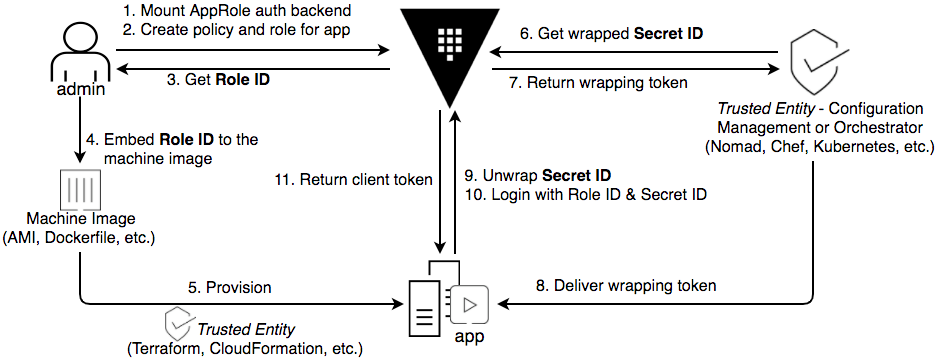 1. Mount AppRole auth backend
2. Create policy and role for app
3. Get Role ID
admin
4. Embed Role ID to the
machine image
Machine Image
(AMI, Dockerfile, etc.)
5. Provision
Trusted Entity
(Terraform, CloudFormation, etc.)
6. Get wrapped Secret ID
7. Return wrapping token
Trusted Entity - Configuration
Management or Orchestrator
(Nomad, Chef, Kubernetes, etc.)
8. Deliver wrapping token
9. Unwrap Secret ID
10. Login with Role ID & Secret ID
11. Return client token
app